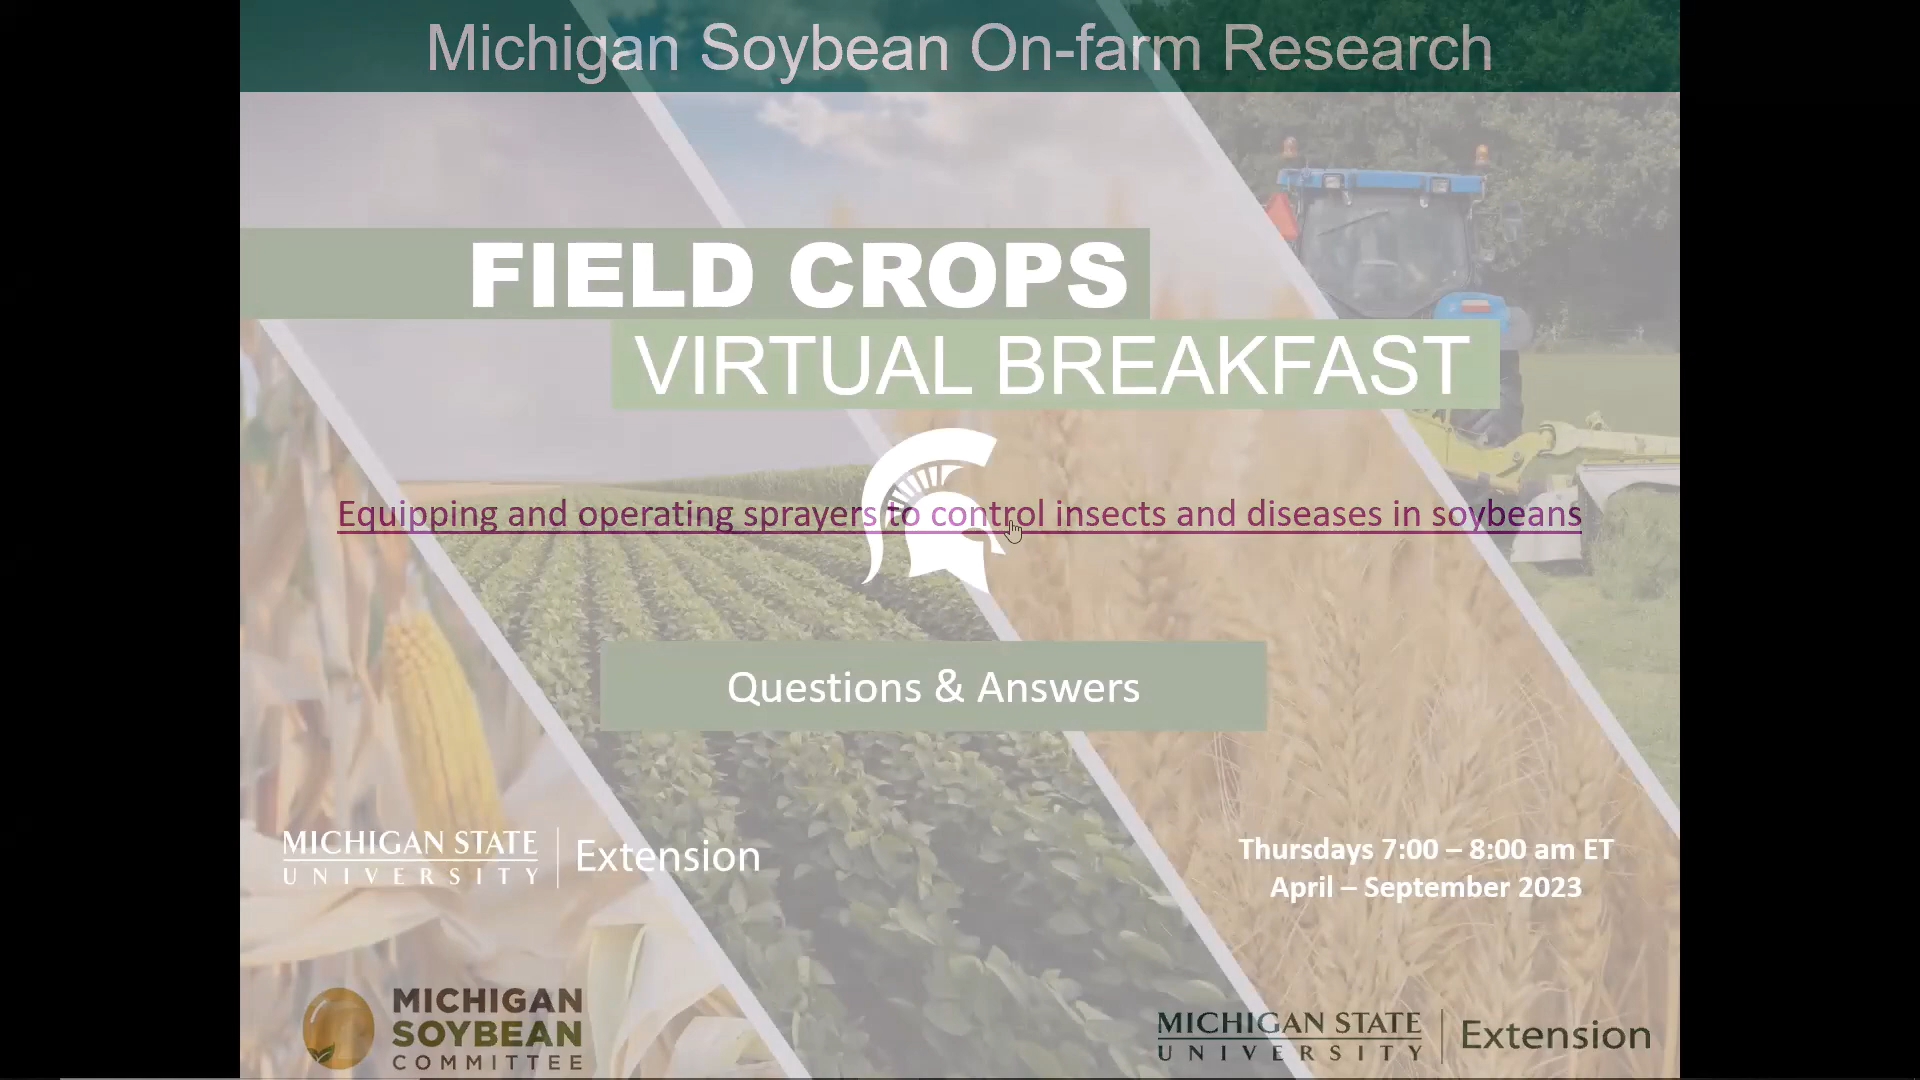 Michigan Soybean On-farm Research
FIELD CROPS
VIRTUAL BREAKFAST
Equipping and operating sprayers to control insects and diseases in soybeans
Questions & Answers
MICHIGAN STATE
UNIVERSITY
Extension
Thursdays 7:00 – 8:00 am ET
April – September 2023
MICHIGAN
SOYBEAN
COMMITTEE
MICHIGAN STATE
UNIVERSITY
Extension